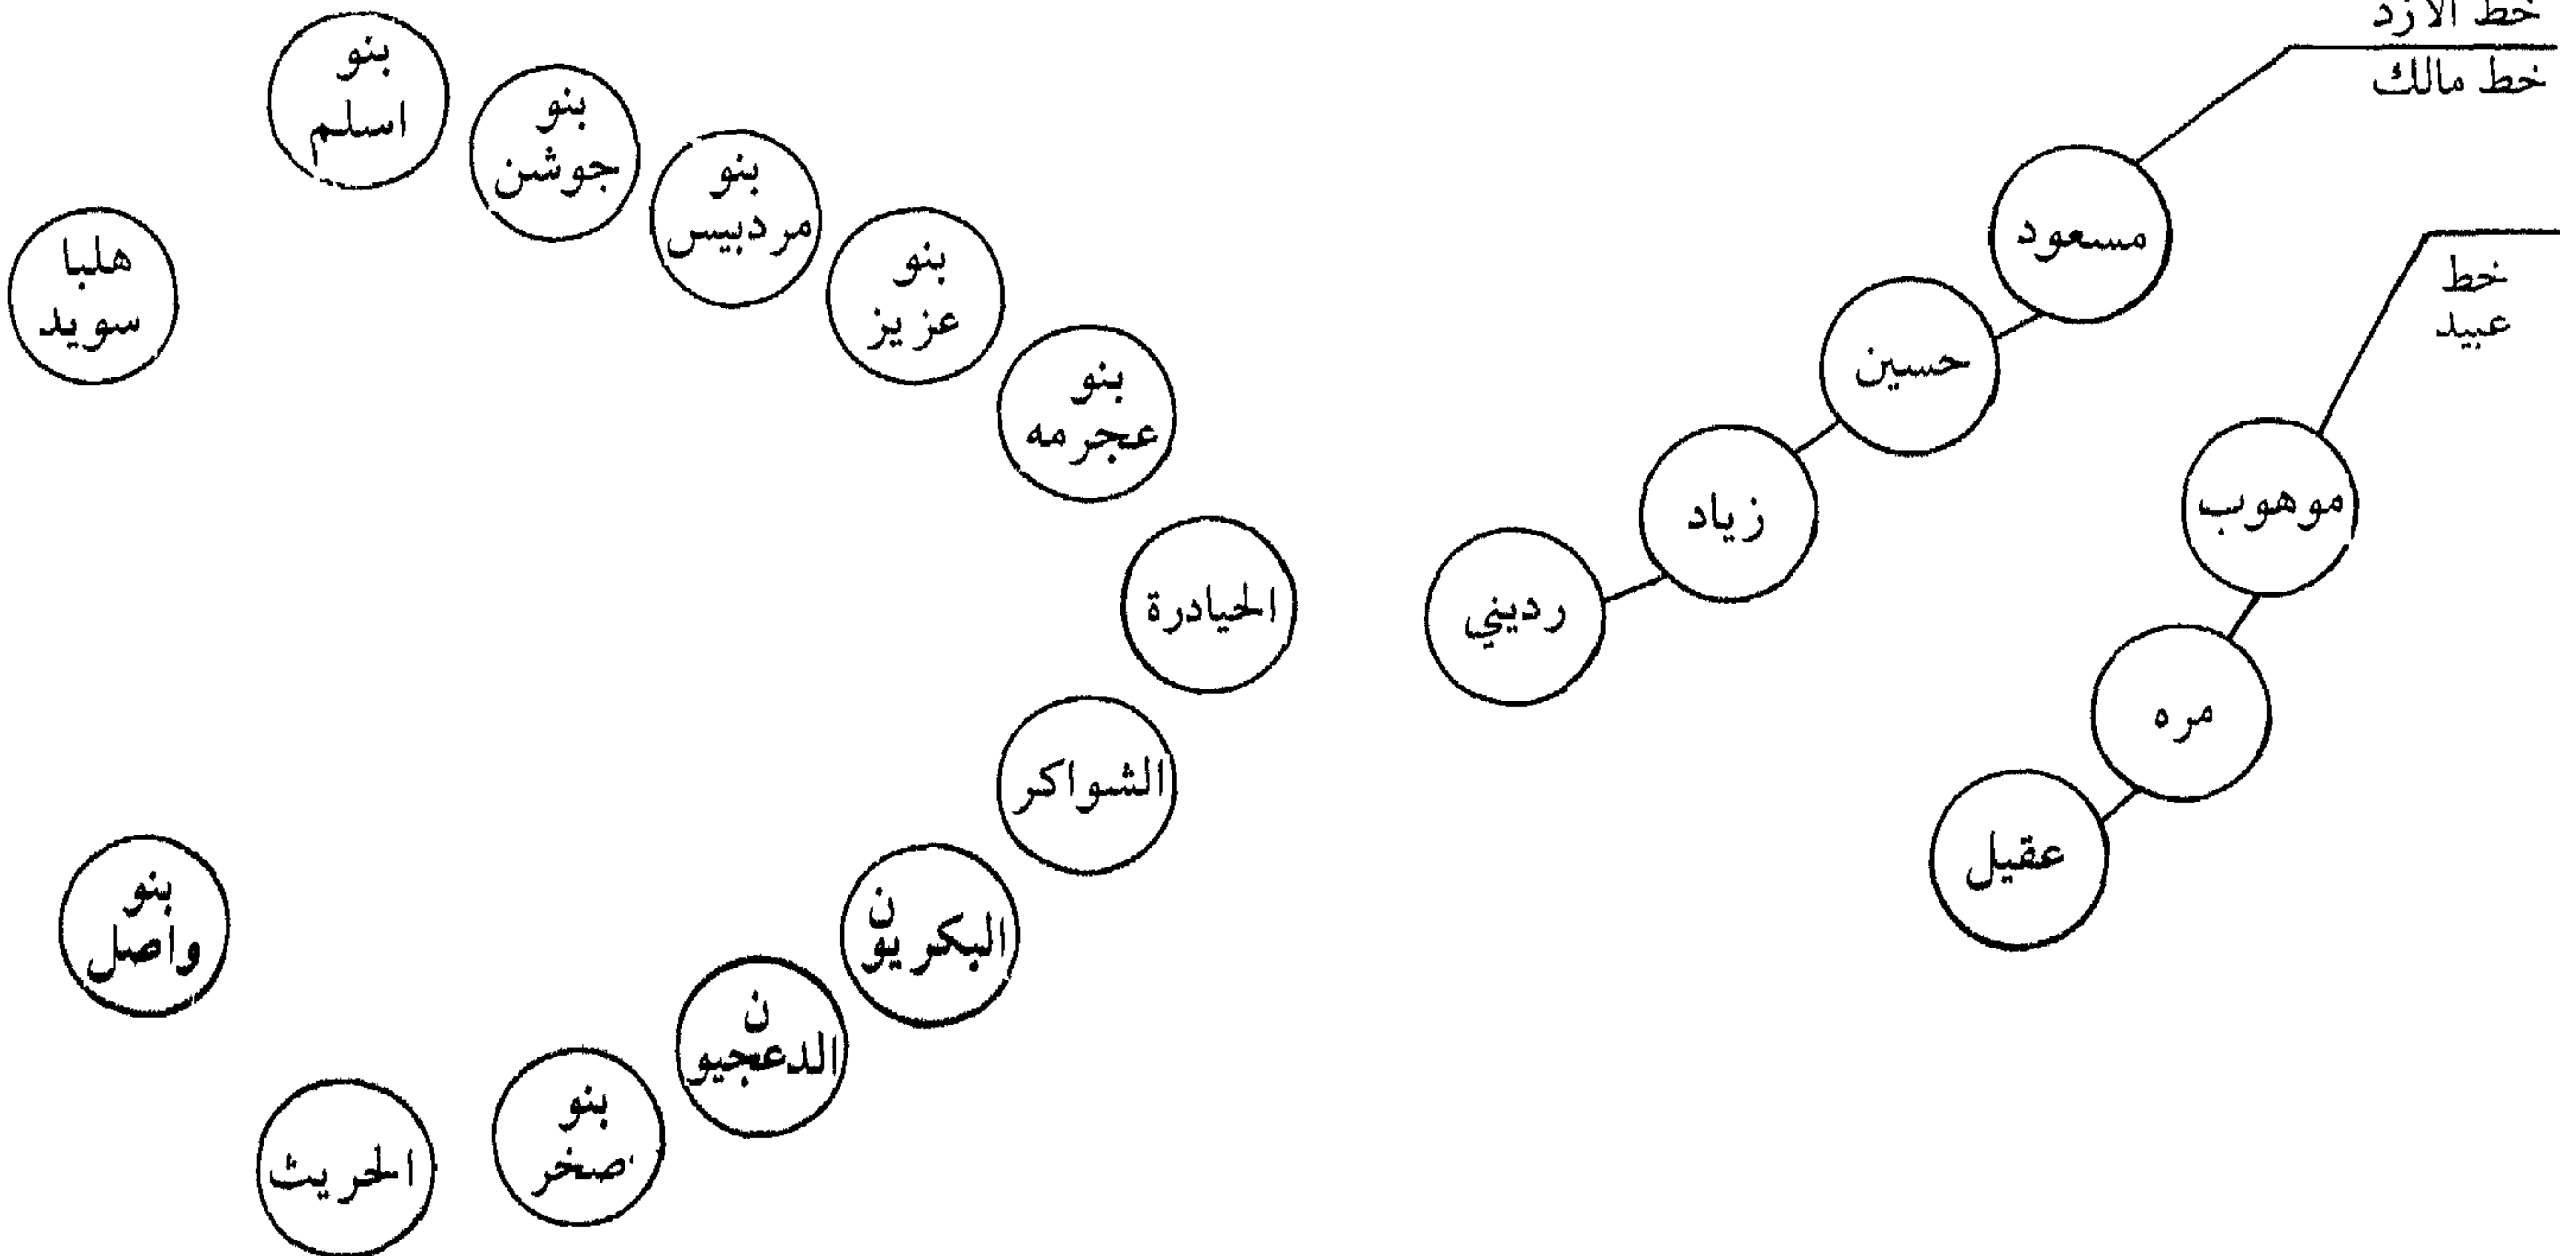 خط الازد
خط مالك
مسعود
حسين
زياد
رديني
خط
عبيد
موهوب
مره
عقيل
بنو
اسلم
بنو
جوشن
بنو
مردبيس
بنو
عزيز
بنو
عجرمه
الحيادرة
الشواكر
البكريون
الدعجيون
بنو
صخر
الحريث
بنو
واصل
هلبا
سويد